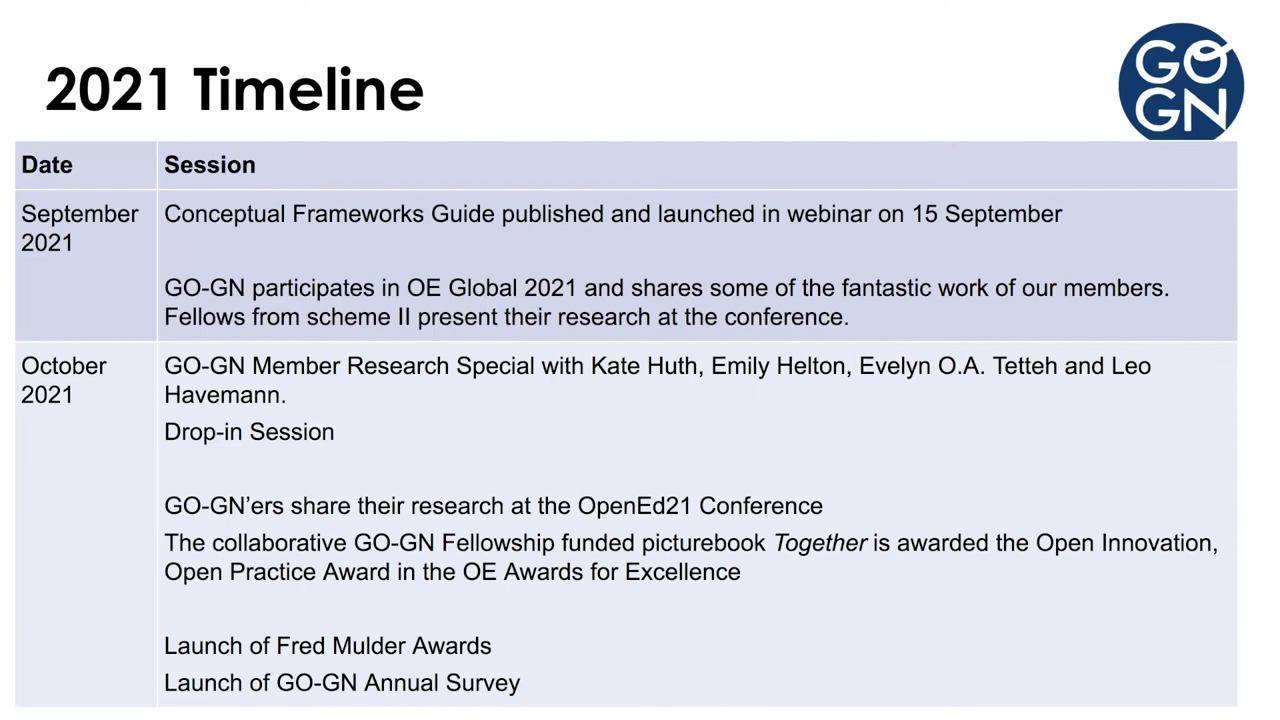 2021 Timeline
GO
GN
Date
Session
September
2021
Conceptual Frameworks Guide published and launched in webinar on 15 September
GO-GN participates in OE Global 2021 and shares some of the fantastic work of our members.
Fellows from scheme II present their research at the conference.
October
2021
GO-GN Member Research Special with Kate Huth, Emily Helton, Evelyn O.A. Tetteh and Leo
Havemann.
Drop-in Session
GO-GN’ers share their research at the OpenEd21 Conference
The collaborative GO-GN Fellowship funded picturebook Together is awarded the Open Innovation,
Open Practice Award in the OE Awards for Excellence
Launch of Fred Mulder Awards
Launch of GO-GN Annual Survey